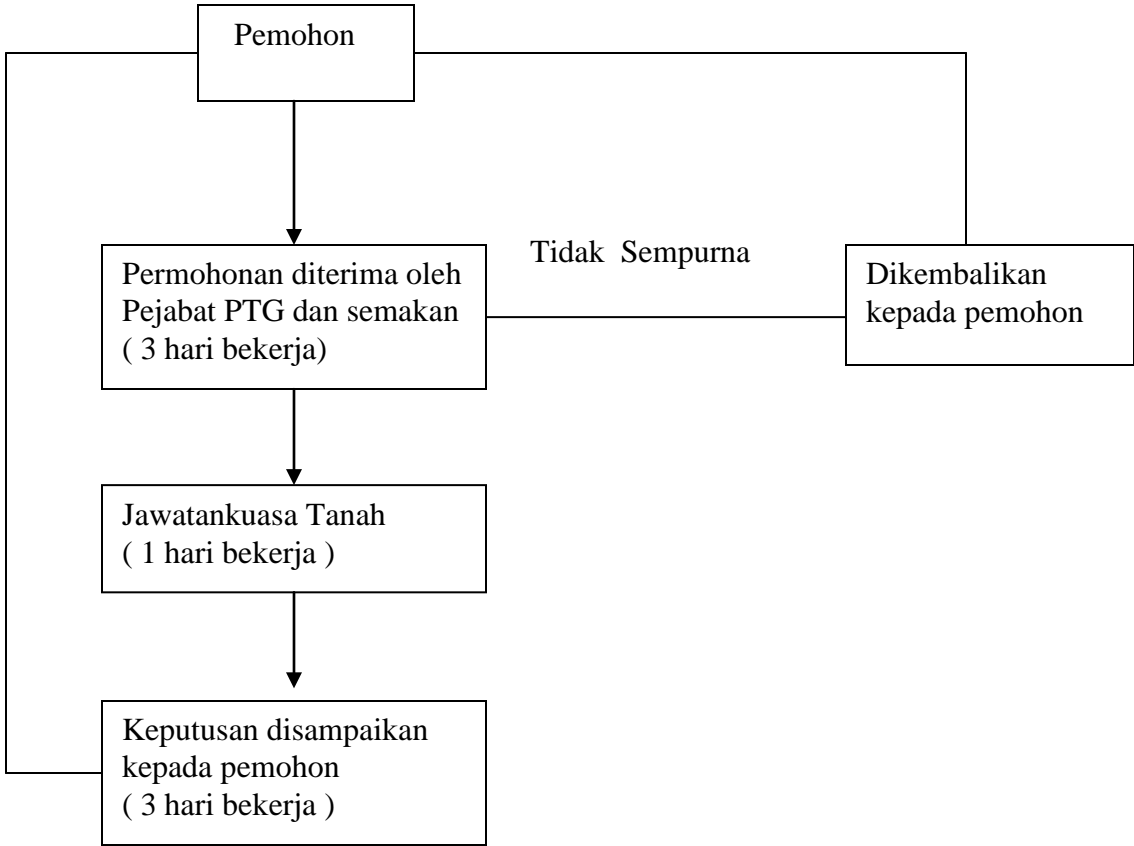 Pemohon
Permohonan diterima oleh
Pejabat PTG dan semakan
( 3 hari bekerja)
Tidak Sempurna
Dikembalikan
kepada pemohon
Jawatankuasa Tanah
( 1 hari bekerja )
Keputusan disampaikan
kepada pemohon
( 3 hari bekerja )